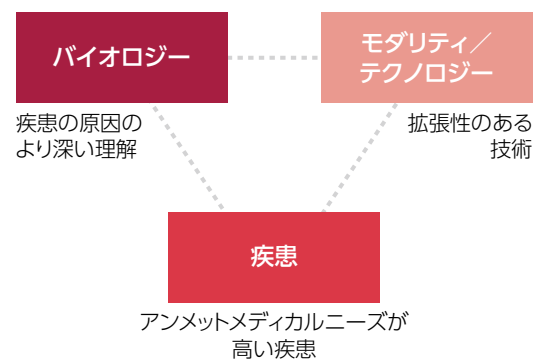 バイオロジー
モダリティ／
テクノロジー
疾患の原因の
より深い理解
拡張性のある
技術
疾患
アンメットメディカルニーズが
高い疾患